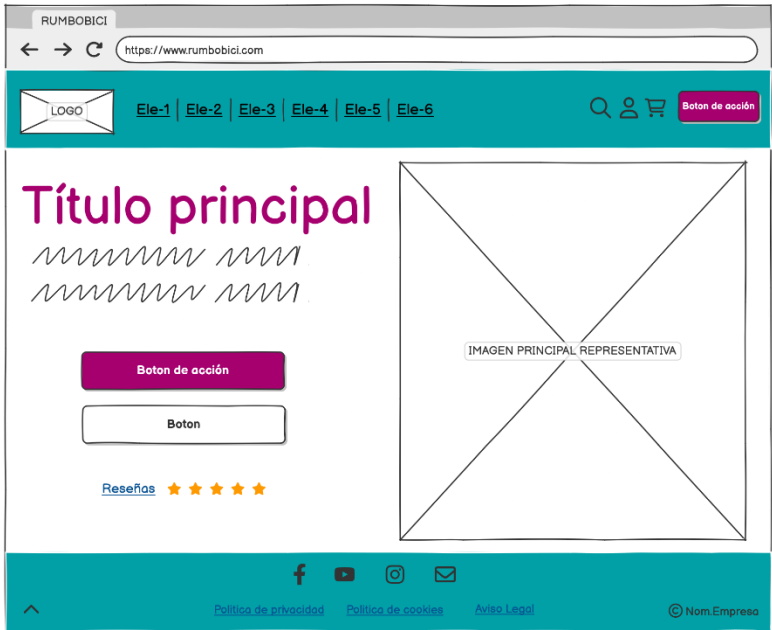 RUMBOBICI
https://www.rumbobici.com
LOGO
Ele-1 | Ele-2 | Ele-3 | Ele-4 | Ele-5 | Ele-6
Boton de acción
Título principal
IMAGEN PRINCIPAL REPRESENTATIVA
Boton de acción
Boton
Reseñas
Politica de privacidad Politica de cookies Aviso Legal
© Nom.Empresa